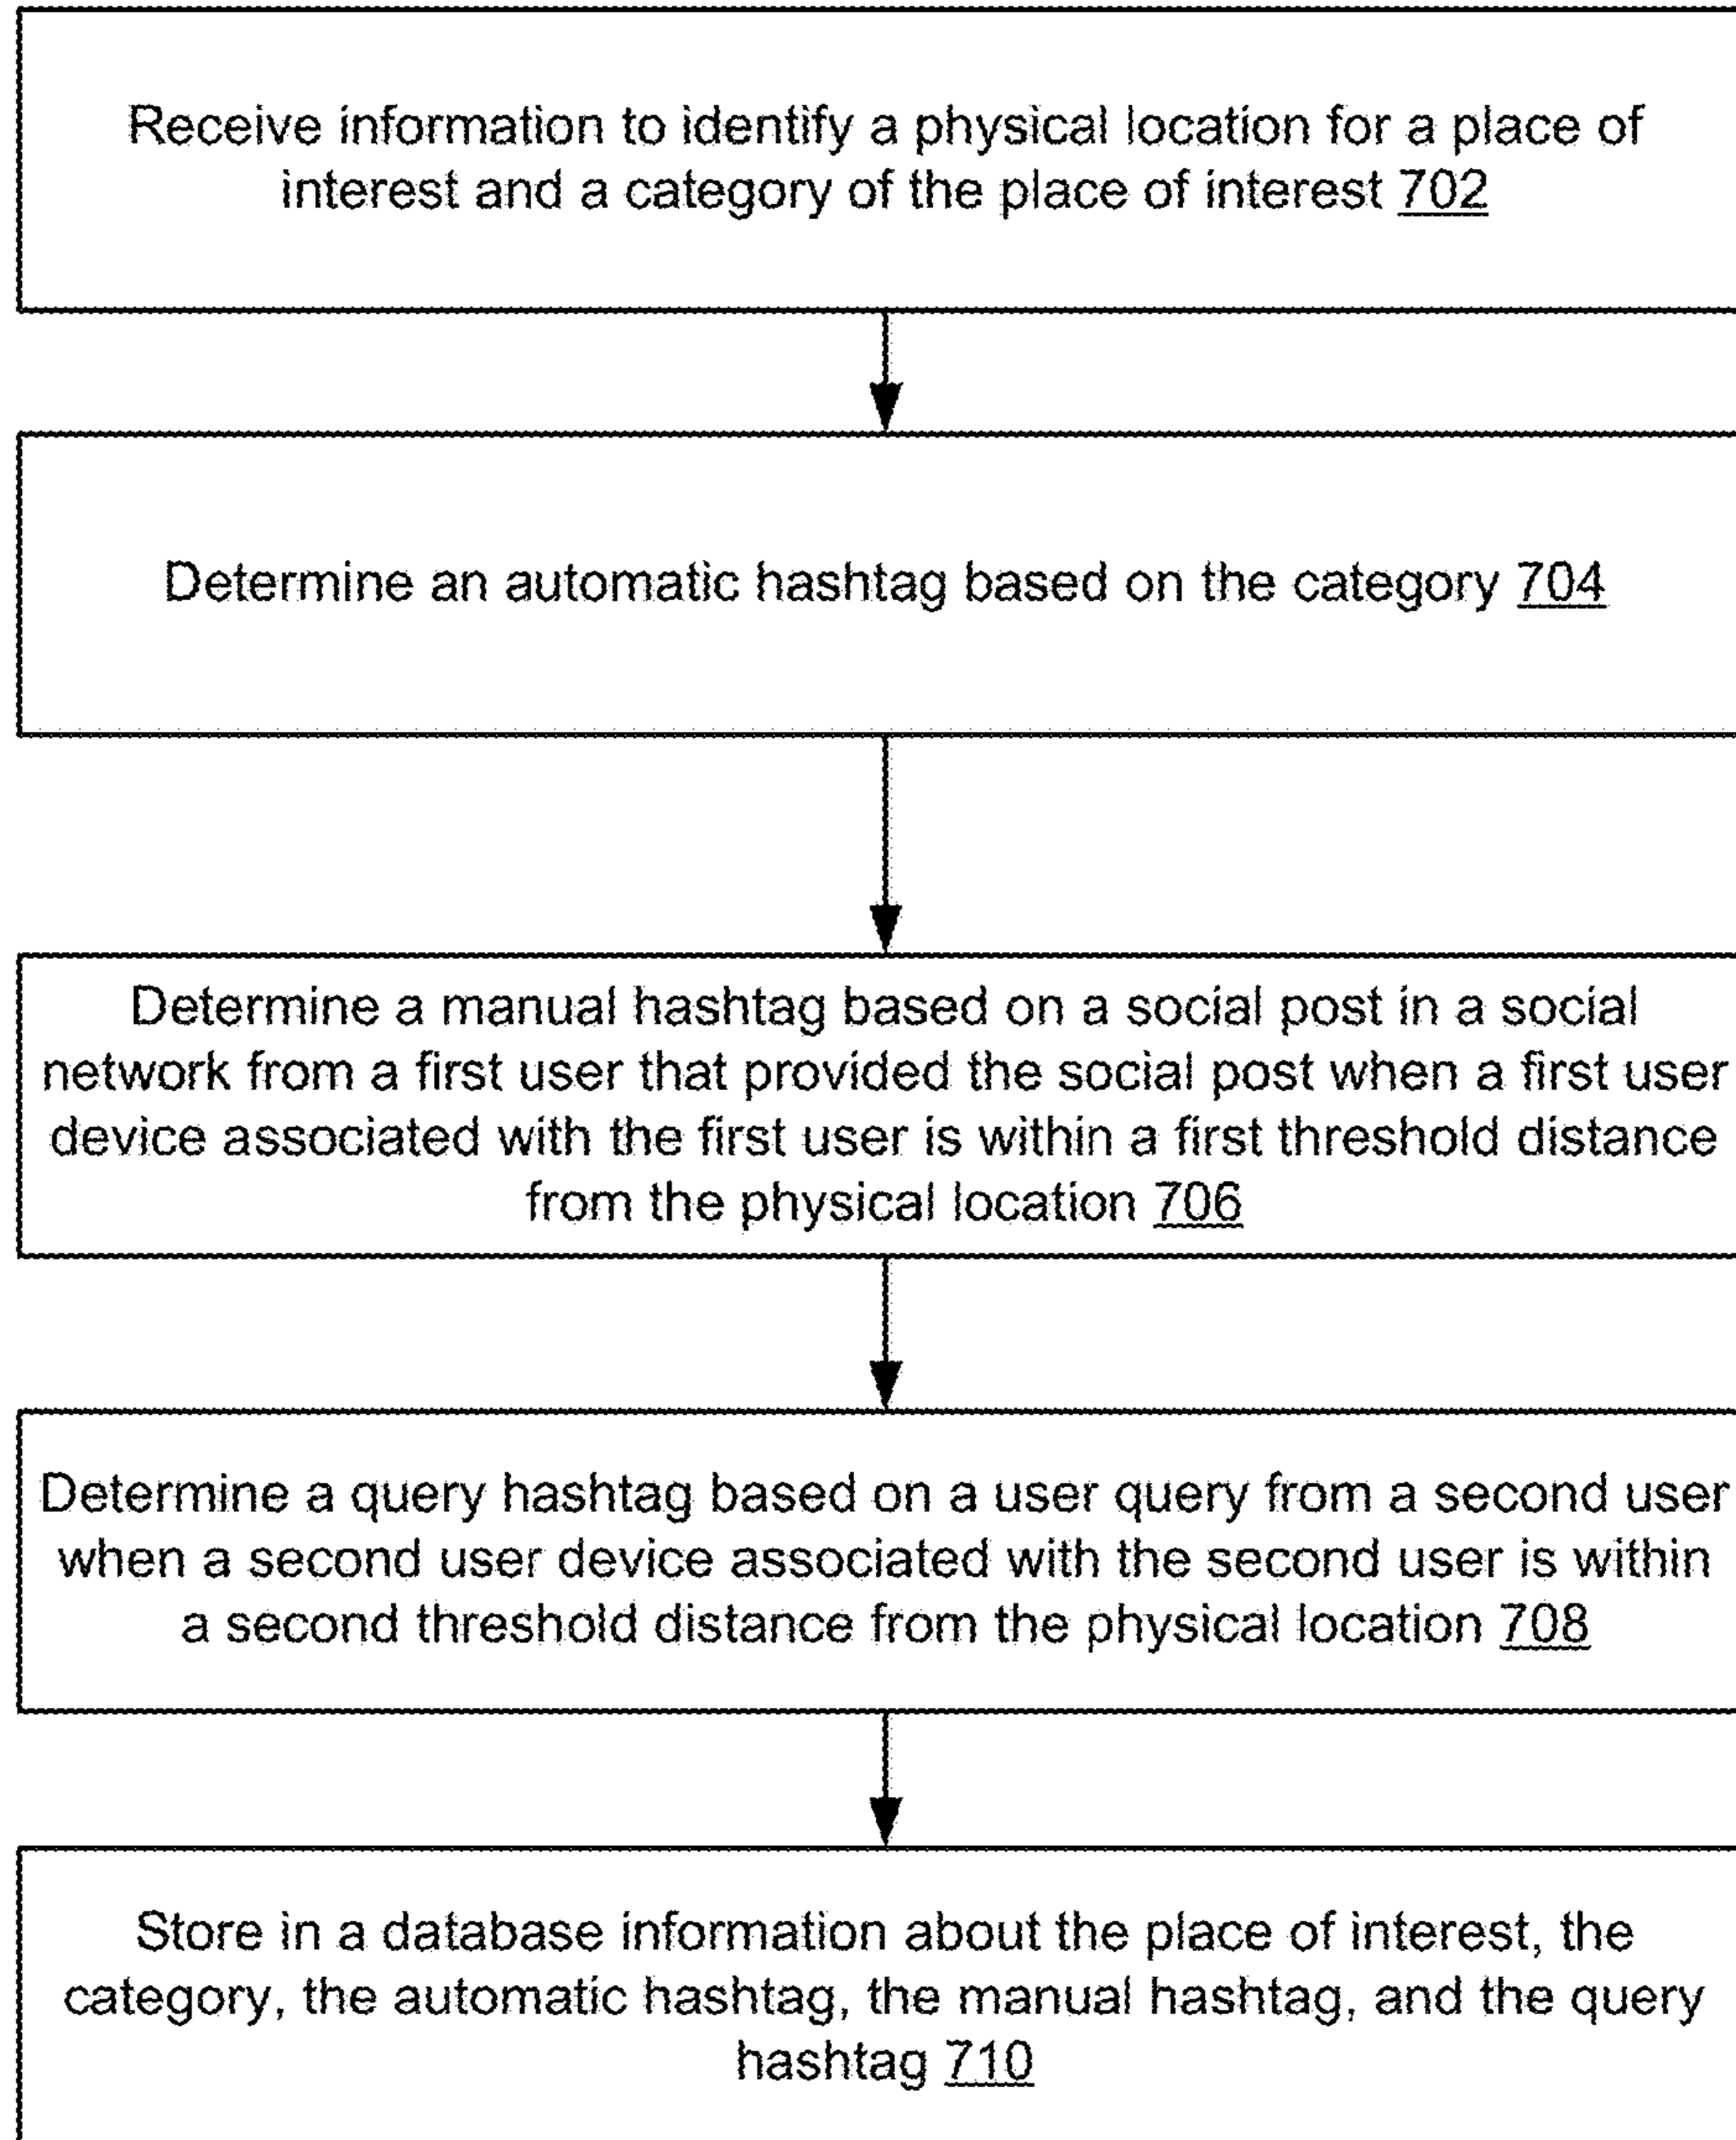 Receive information to identify a physical location for a place of
interest and a category of the place of interest 702
Determine an automatic hashtag based on the category 704
Determine a manual hashtag based on a social post in a social
network from a first user that provided the social post when a first user
device associated with the first user is within a first threshold distance
from the physical location 706
Determine a query hashtag based on a user query from a second user
when a second user device associated with the second user is within
a second threshold distance from the physical location 708
Store in a database information about the place of interest, the
category, the automatic hashtag, the manual hashtag, and the query
hashtag 710